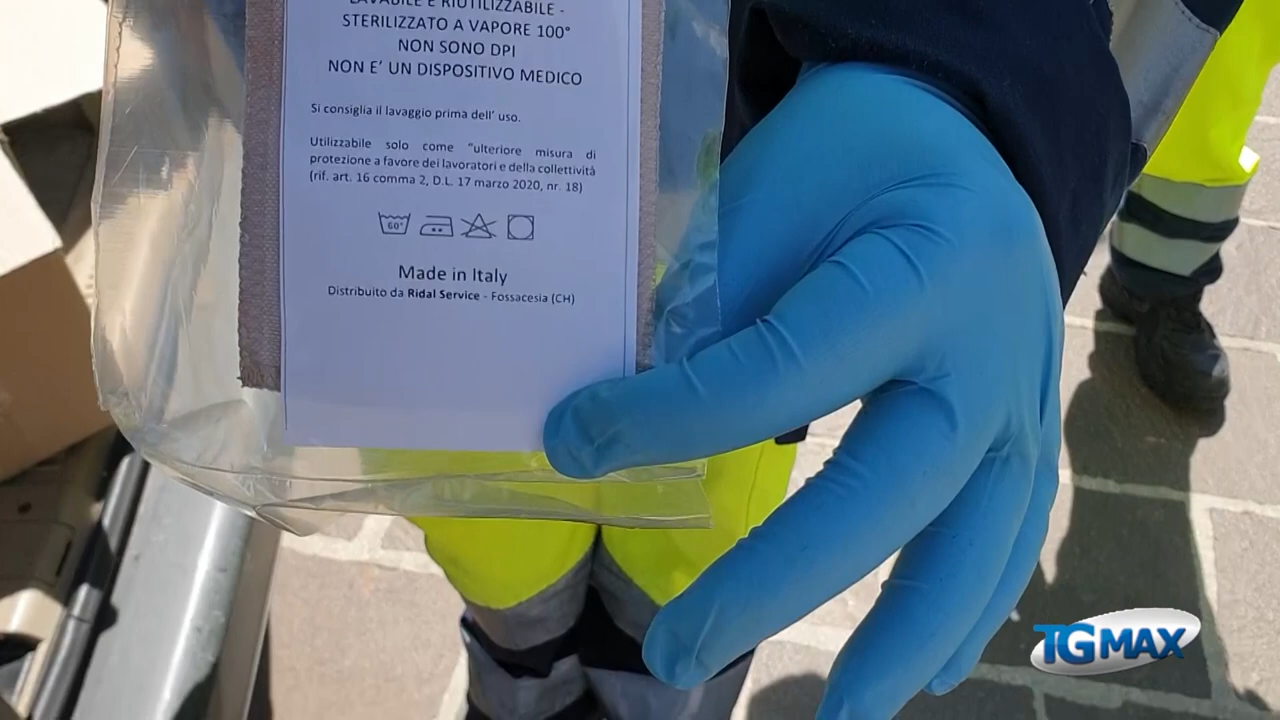 LAVABILE E RIUTILIZZABILE -
STERILIZZATO A VAPORE 100°
NON SONO DPI
NON E' UN DISPOSITIVO MEDICO
Si consiglia il lavaggio prima dell' uso.
Utilizzabile solo come "ulteriore misura di
protezione a favore dei lavoratori e della collettività
(rif. art. 16 comma 2, D.L. 17 marzo 2020, nr. 18)
60°
Made in Italy
Distribuito da Ridal Service - Fossacesia (CH)
TGMAX